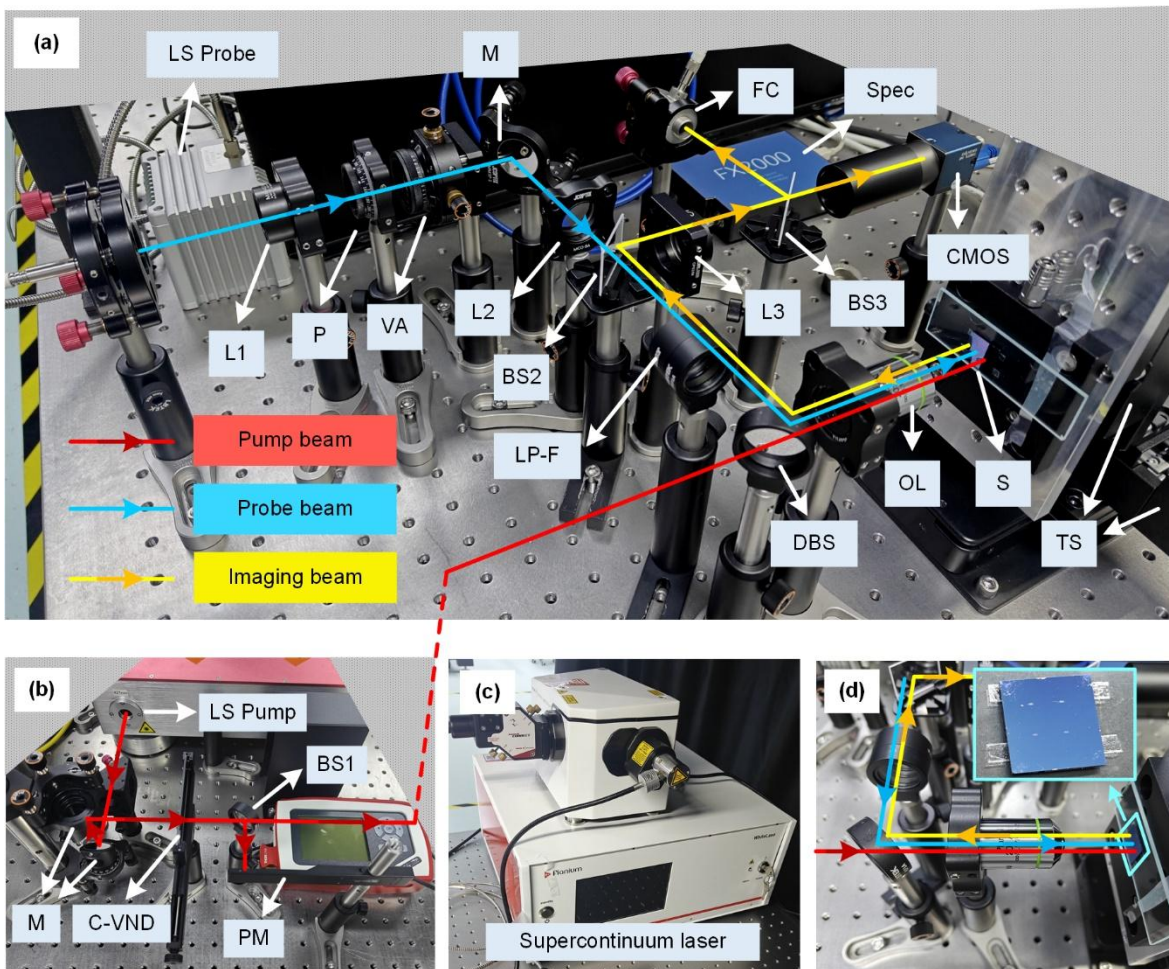 (a)
LS Probe
M
FC
Spec
FX2000
CMOS
L1
P
VA
L2
BS2
L3
BS3
LP-F
OL
S
DBS
TS
Pump beam
Probe beam
Imaging beam
(b)
LS Pump
BS1
M
C-VND
PM
(c)
Supercontinuum laser
(d)